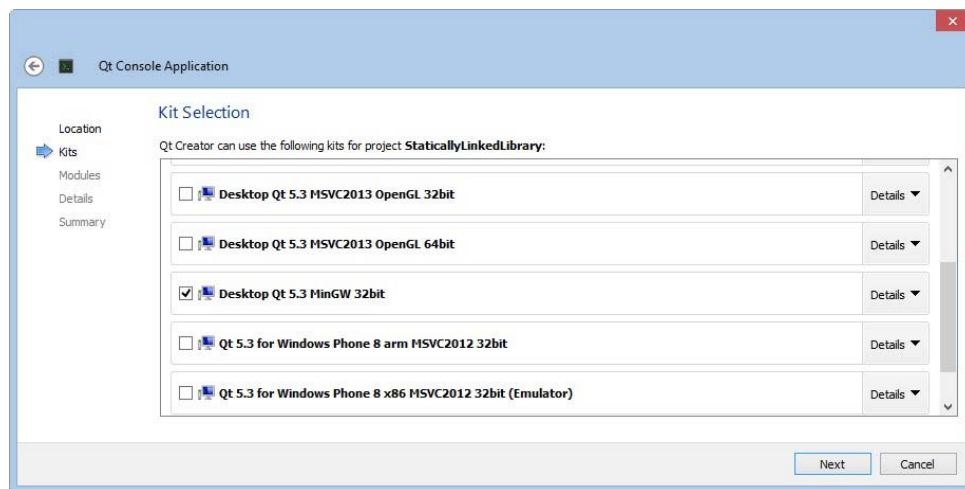 Qt Console Application
Location
Kits
Modules
Details
Summary
Kit Selection
Qt Creator can use the following kits for project StaticallyLinkedLibrary:
Desktop Qt 5.3 MSVC2013 OpenGL 32bit Details
Desktop Qt 5.3 MSVC2013 OpenGL 64bit Details
Desktop Qt 5.3 MinGW 32bit Details
Qt 5.3 for Windows Phone 8 arm MSVC2012 32bit Details
Qt 5.3 for Windows Phone 8 x86 MSVC2012 32bit (Emulator) Details
Next Cancel